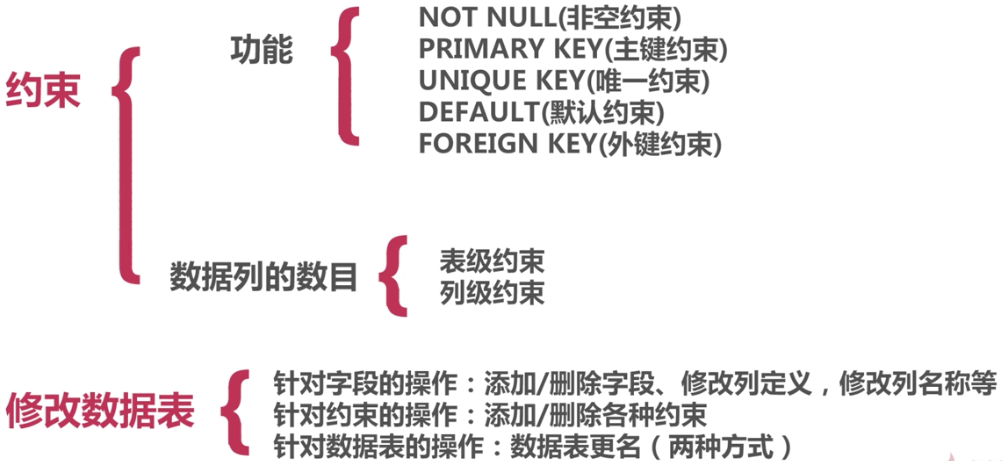 约束
功能
NOT NULL(非空约束)
PRIMARY KEY(主键约束)
UNIQUE KEY(唯一约束)
DEFAULT(默认约束)
FOREIGN KEY(外键约束)
数据列的数目
表级约束
列级约束
修改数据表
针对字段的操作：添加/删除字段、修改列定义，修改列名称等
针对约束的操作：添加/删除各种约束
针对数据表的操作：数据表更名（两种方式）